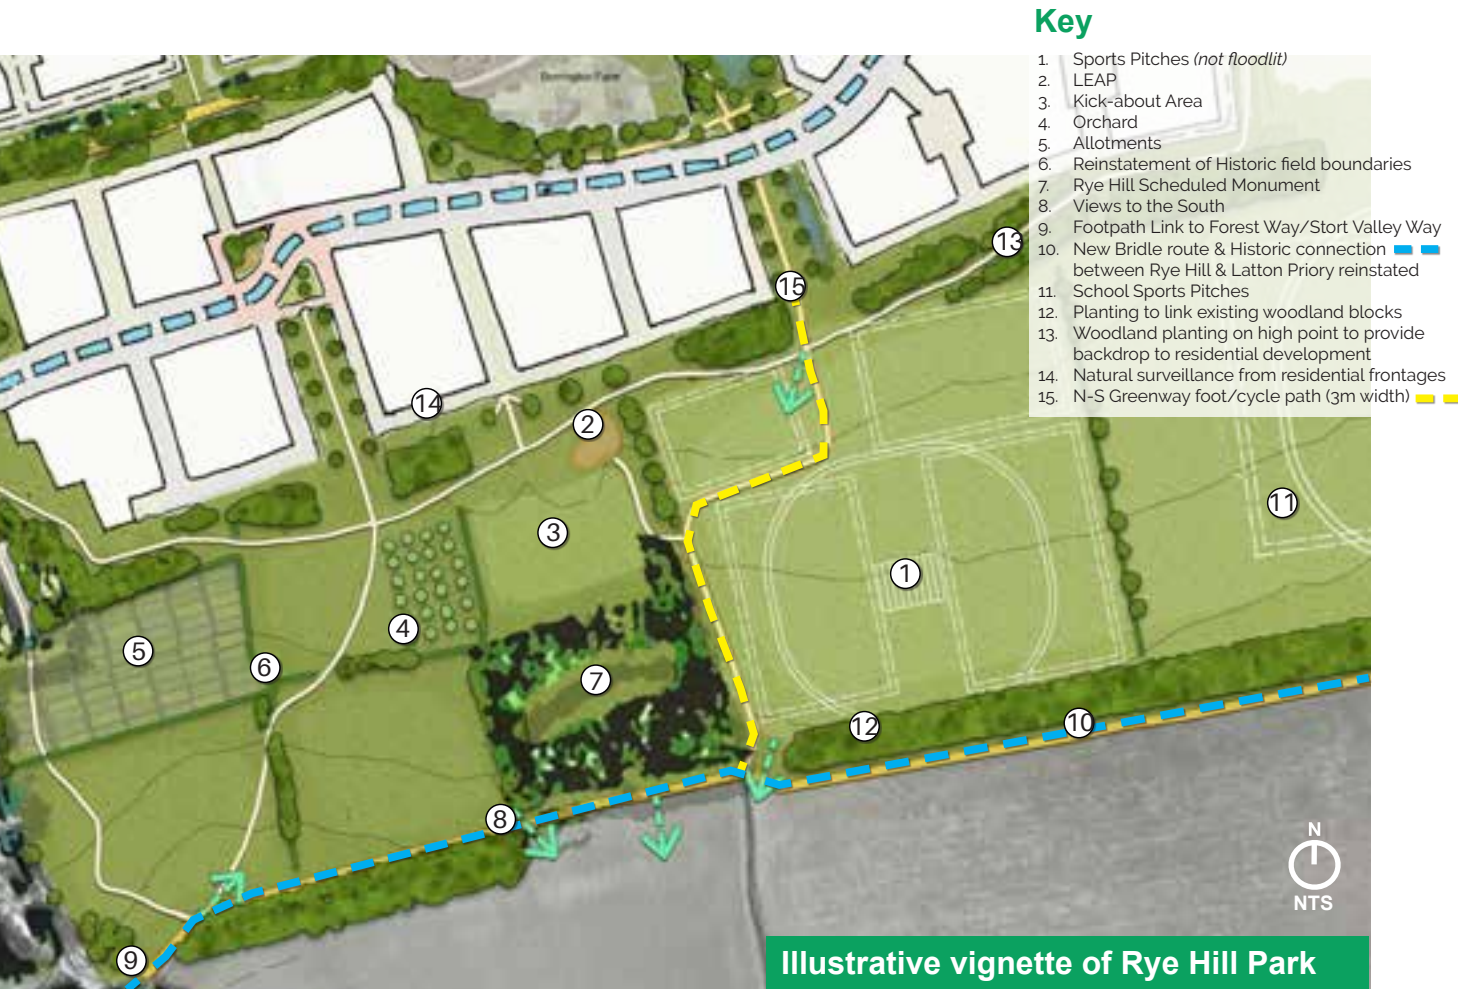 Key
1. Sports Pitches (not floodlit)
2. LEAP
3. Kick-about Area
4. Orchard
5. Allotments
6. Reinstatement of Historic field boundaries
7. Rye Hill Scheduled Monument
8. Views to the South
9. Footpath Link to Forest Way/Stort Valley Way
10. New Bridle route & Historic connection
between Rye Hill & Latton Priory reinstated
11. School Sports Pitches
12. Planting to link existing woodland blocks
13. Woodland planting on high point to provide
backdrop to residential development
14. Natural surveillance from residential frontages
15. N-S Greenway foot/cycle path (3m width)
13
15
14
2
11
3
1
4
5
6
7
12
10
8
9
N
NTS
Illustrative vignette of Rye Hill Park